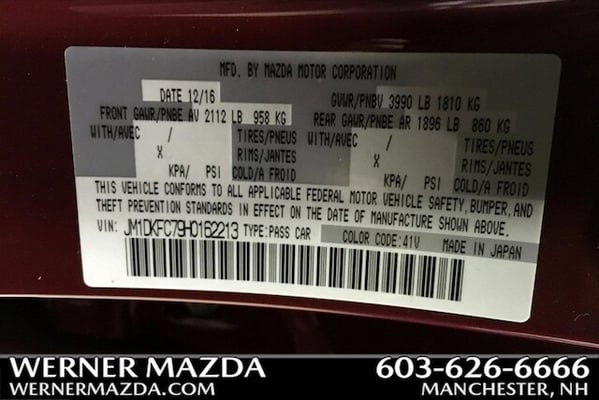 MFD. BY MAZDA MOTOR CORPORATION
DATE 12/16 GVWR/PNBV 3990 LB 1810 KG
FRONT GAWR/PNBE AV 2112 LB 958 KG REAR GAWR/PNBE AR 1896 LB 860 KG
WITH/AVEC / TIRES/PNEUS WITH/AVEC / TIRES/PNEUS
X RIMS/JANTES X RIMS/JANTES
KPA/ PSI COLD/A FROID KPA/ PSI COLD/A FROID
THIS VEHICLE CONFORMS TO ALL APPLICABLE FEDERAL MOTOR VEHICLE SAFETY, BUMPER, AND
THEFT PREVENTION STANDARDS IN EFFECT ON THE DATE OF MANUFACTURE SHOWN ABOVE.
VIN: JM1DKFC79H0162213 TYPE:PASS CAR COLOR CODE:41V MADE IN JAPAN
WERNER MAZDA 603-626-6666
WERNERMAZDA.COM MANCHESTER, NH